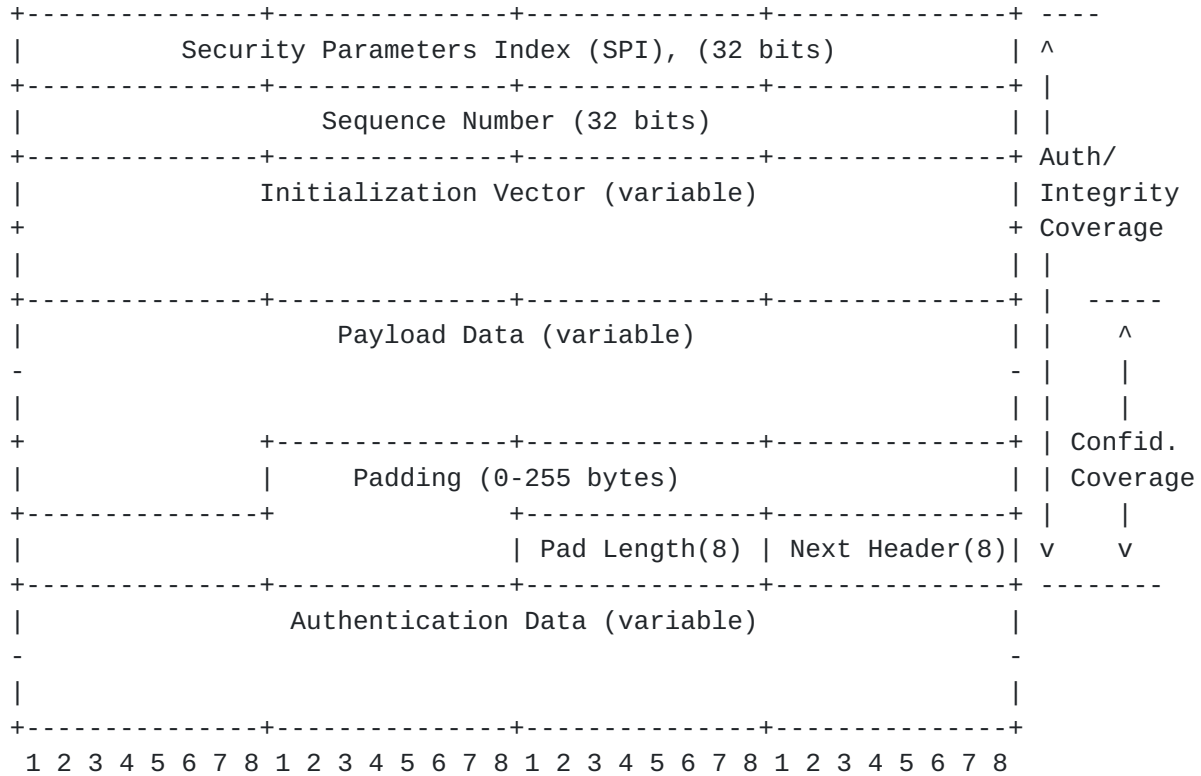 +---------------+---------------+---------------+---------------+ ----
|          Security Parameters Index (SPI), (32 bits)           | ^
+---------------+---------------+---------------+---------------+ |
|                   Sequence Number (32 bits)                   | |
+---------------+---------------+---------------+---------------+ Auth/
|               Initialization Vector (variable)                | Integrity
+                                                               + Coverage
|                                                               | |
+---------------+---------------+---------------+---------------+ |  -----
|                    Payload Data (variable)                    | |    ^
-                                                               - |    |
|                                                               | |    |
+               +---------------+---------------+---------------+ | Confid.
|               |     Padding (0-255 bytes)                     | | Coverage
+---------------+               +---------------+---------------+ |    |
|                               | Pad Length(8) | Next Header(8)| v    v
+---------------+---------------+---------------+---------------+ --------
|                 Authentication Data (variable)                |
-                                                               -
|                                                               |
+---------------+---------------+---------------+---------------+
 1 2 3 4 5 6 7 8 1 2 3 4 5 6 7 8 1 2 3 4 5 6 7 8 1 2 3 4 5 6 7 8